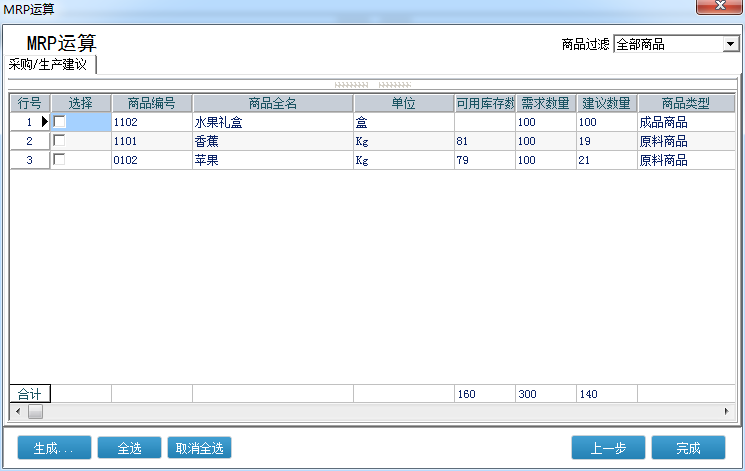 MRP运算
MRP运算
商品过滤 全部商品
采购/生产建议
行号 选择 商品编号 商品全名 单位 可用库存数 需求数量 建议数量 商品类型
1 1102 水果礼盒 盒 100 100 成品商品
2 1101 香蕉 Kg 81 100 19 原料商品
3 0102 苹果 Kg 79 100 21 原料商品
合计 160 300 140
生成... 全选 取消全选 上一步 完成